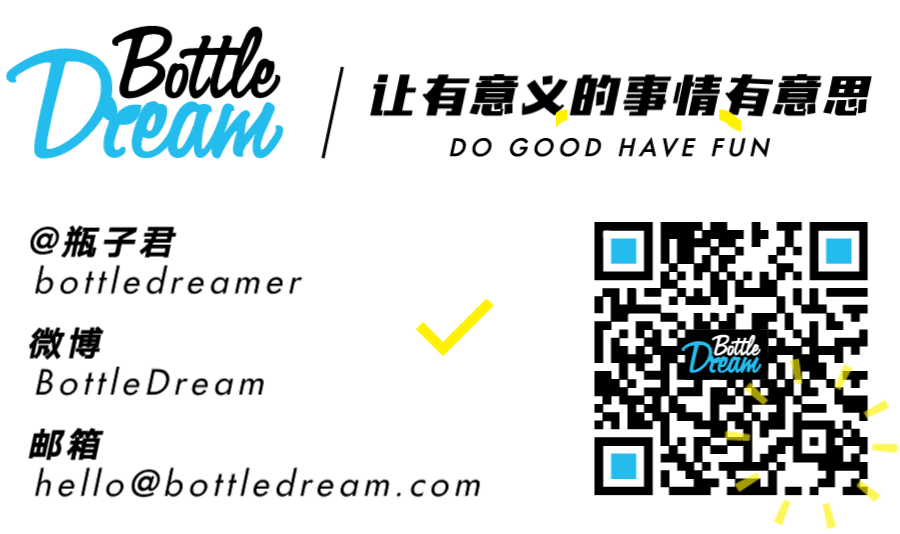 Bottle
Dream
让有意义的事情有意思
DO GOOD HAVE FUN
@瓶子君
bottledreamer
微博
BottleDream
邮箱
hello@bottledream.com
Bottle
Dream